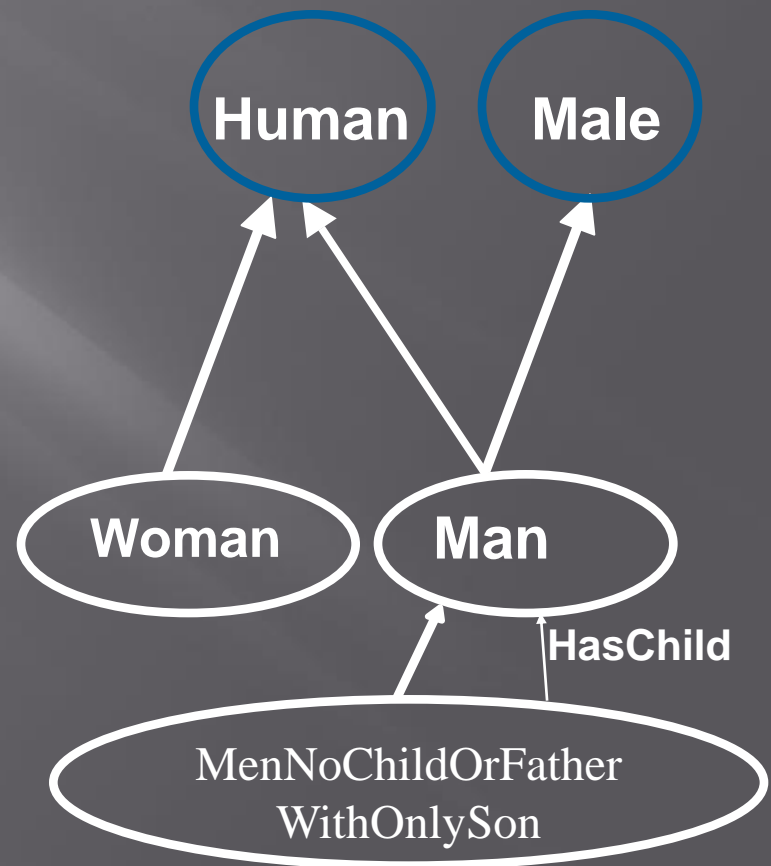 Human
Male
Woman
Man
HasChild
MenNoChildOrFather
WithOnlySon